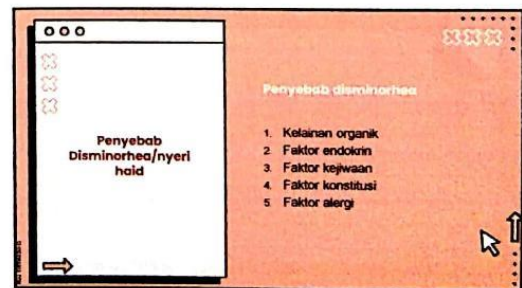 Penyebab
Disminorhea/nyeri
haid
Penyebab disminorhea
1. Kelainan organik
2. Faktor endokrin
3. Faktor kejiwaan
4. Faktor konstitusi
5. Faktor alergi